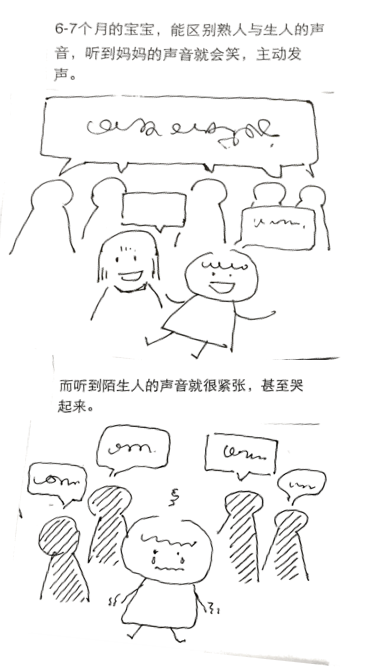 6-7个月的宝宝，能区别熟人与生人的声
音，听到妈妈的声音就会笑，主动发
声。
而听到陌生人的声音就很紧张，甚至哭
起来。